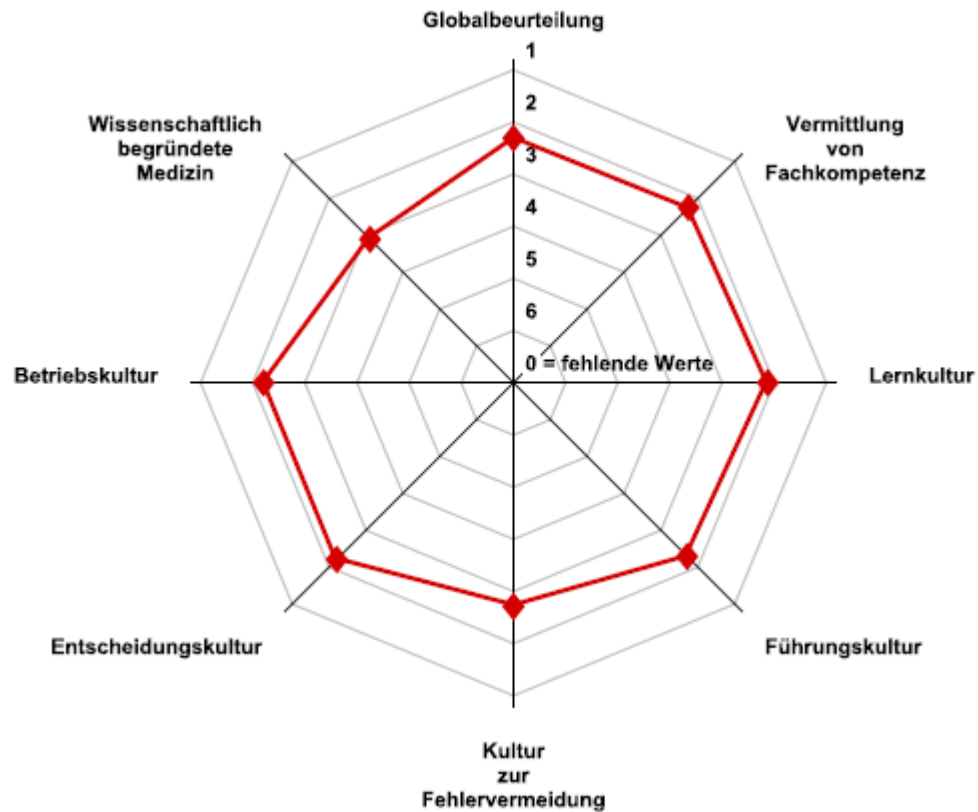 Globalbeurteilung
1
2
3
4
5
6
0 = fehlende Werte
Vermittlung
von
Fachkompetenz
Lernkultur
Führungskultur
Kultur
zur
Fehlervermeidung
Entscheidungskultur
Betriebskultur
Wissenschaftlich
begründete
Medizin